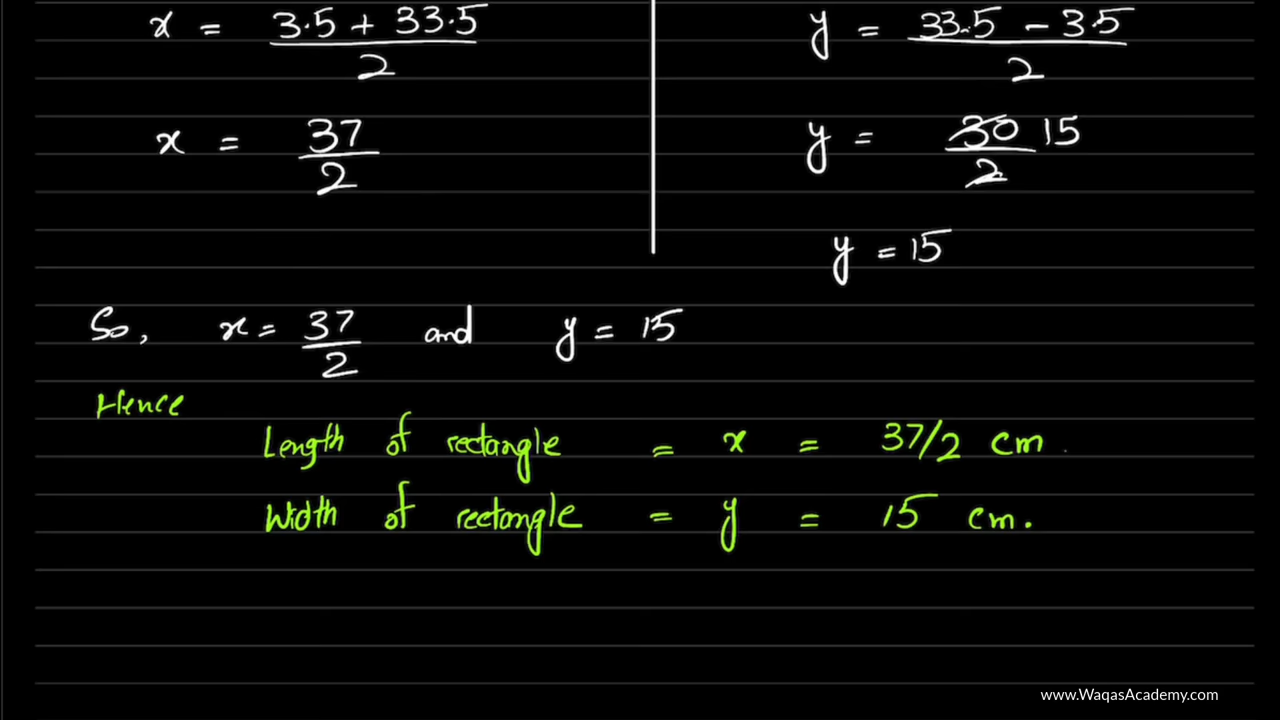 x = (3.5 + 33.5)/2
x = 37/2
y = (33.5 - 3.5)/2
y = 30/2 15
y = 15
So, x = 37/2 and y = 15
Hence
Length of rectangle = x = 37/2 cm.
Width of rectangle = y = 15 cm.
www.WaqasAcademy.com